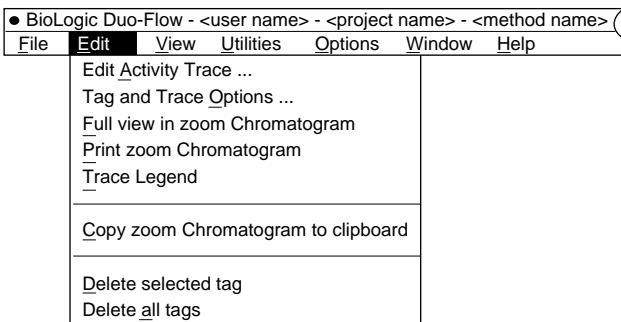 BioLogic Duo-Flow - <user name> - <project name> - <method name>
File Edit View Utilities Options Window Help
Edit Activity Trace ...
Tag and Trace Options ...
Full view in zoom Chromatogram
Print zoom Chromatogram
Trace Legend
Copy zoom Chromatogram to clipboard
Delete selected tag
Delete all tags